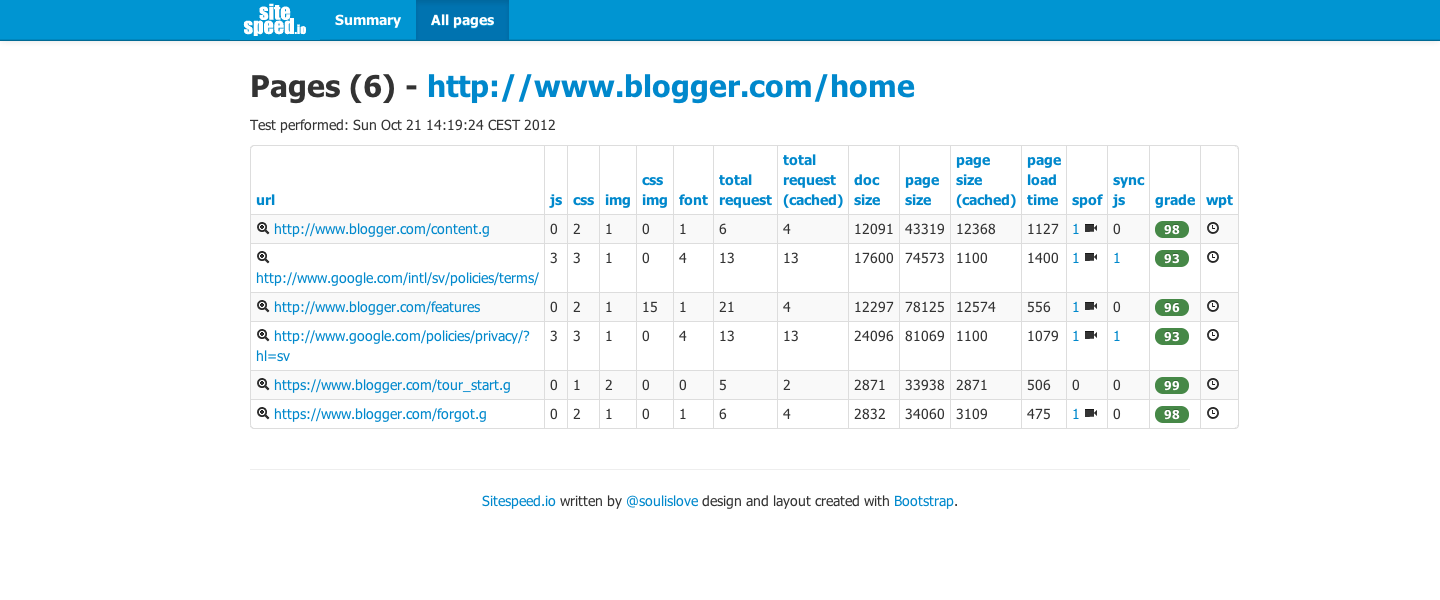 site speed.io Summary All pages
Pages (6) - http://www.blogger.com/home
Test performed: Sun Oct 21 14:19:24 CEST 2012
url js css img css img font total request total request (cached) doc size page size page size (cached) page load time spof sync js grade wpt
http://www.blogger.com/content.g 0 2 1 0 1 6 4 12091 43319 12368 1127 1 0 98
http://www.google.com/intl/sv/policies/terms/ 3 3 1 0 4 13 13 17600 74573 1100 1400 1 1 93
http://www.blogger.com/features 0 2 1 15 1 21 4 12297 78125 12574 556 1 0 96
http://www.google.com/policies/privacy/?hl=sv 3 3 1 0 4 13 13 24096 81069 1100 1079 1 1 93
https://www.blogger.com/tour_start.g 0 1 2 0 0 5 2 2871 33938 2871 506 0 0 99
https://www.blogger.com/forgot.g 0 2 1 0 1 6 4 2832 34060 3109 475 1 0 98
Sitespeed.io written by @soulislove design and layout created with Bootstrap.